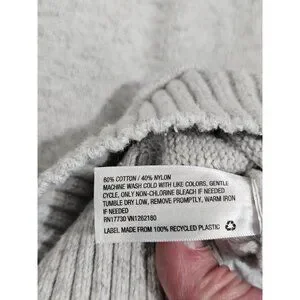 60% COTTON / 40% NYLON
MACHINE WASH COLD WITH LIKE COLORS, GENTLE
CYCLE, ONLY NON-CHLORINE BLEACH IF NEEDED
TUMBLE DRY LOW, REMOVE PROMPTLY, WARM IRON
IF NEEDED
RN17730 VN1262180
LABEL MADE FROM 100% RECYCLED PLASTIC